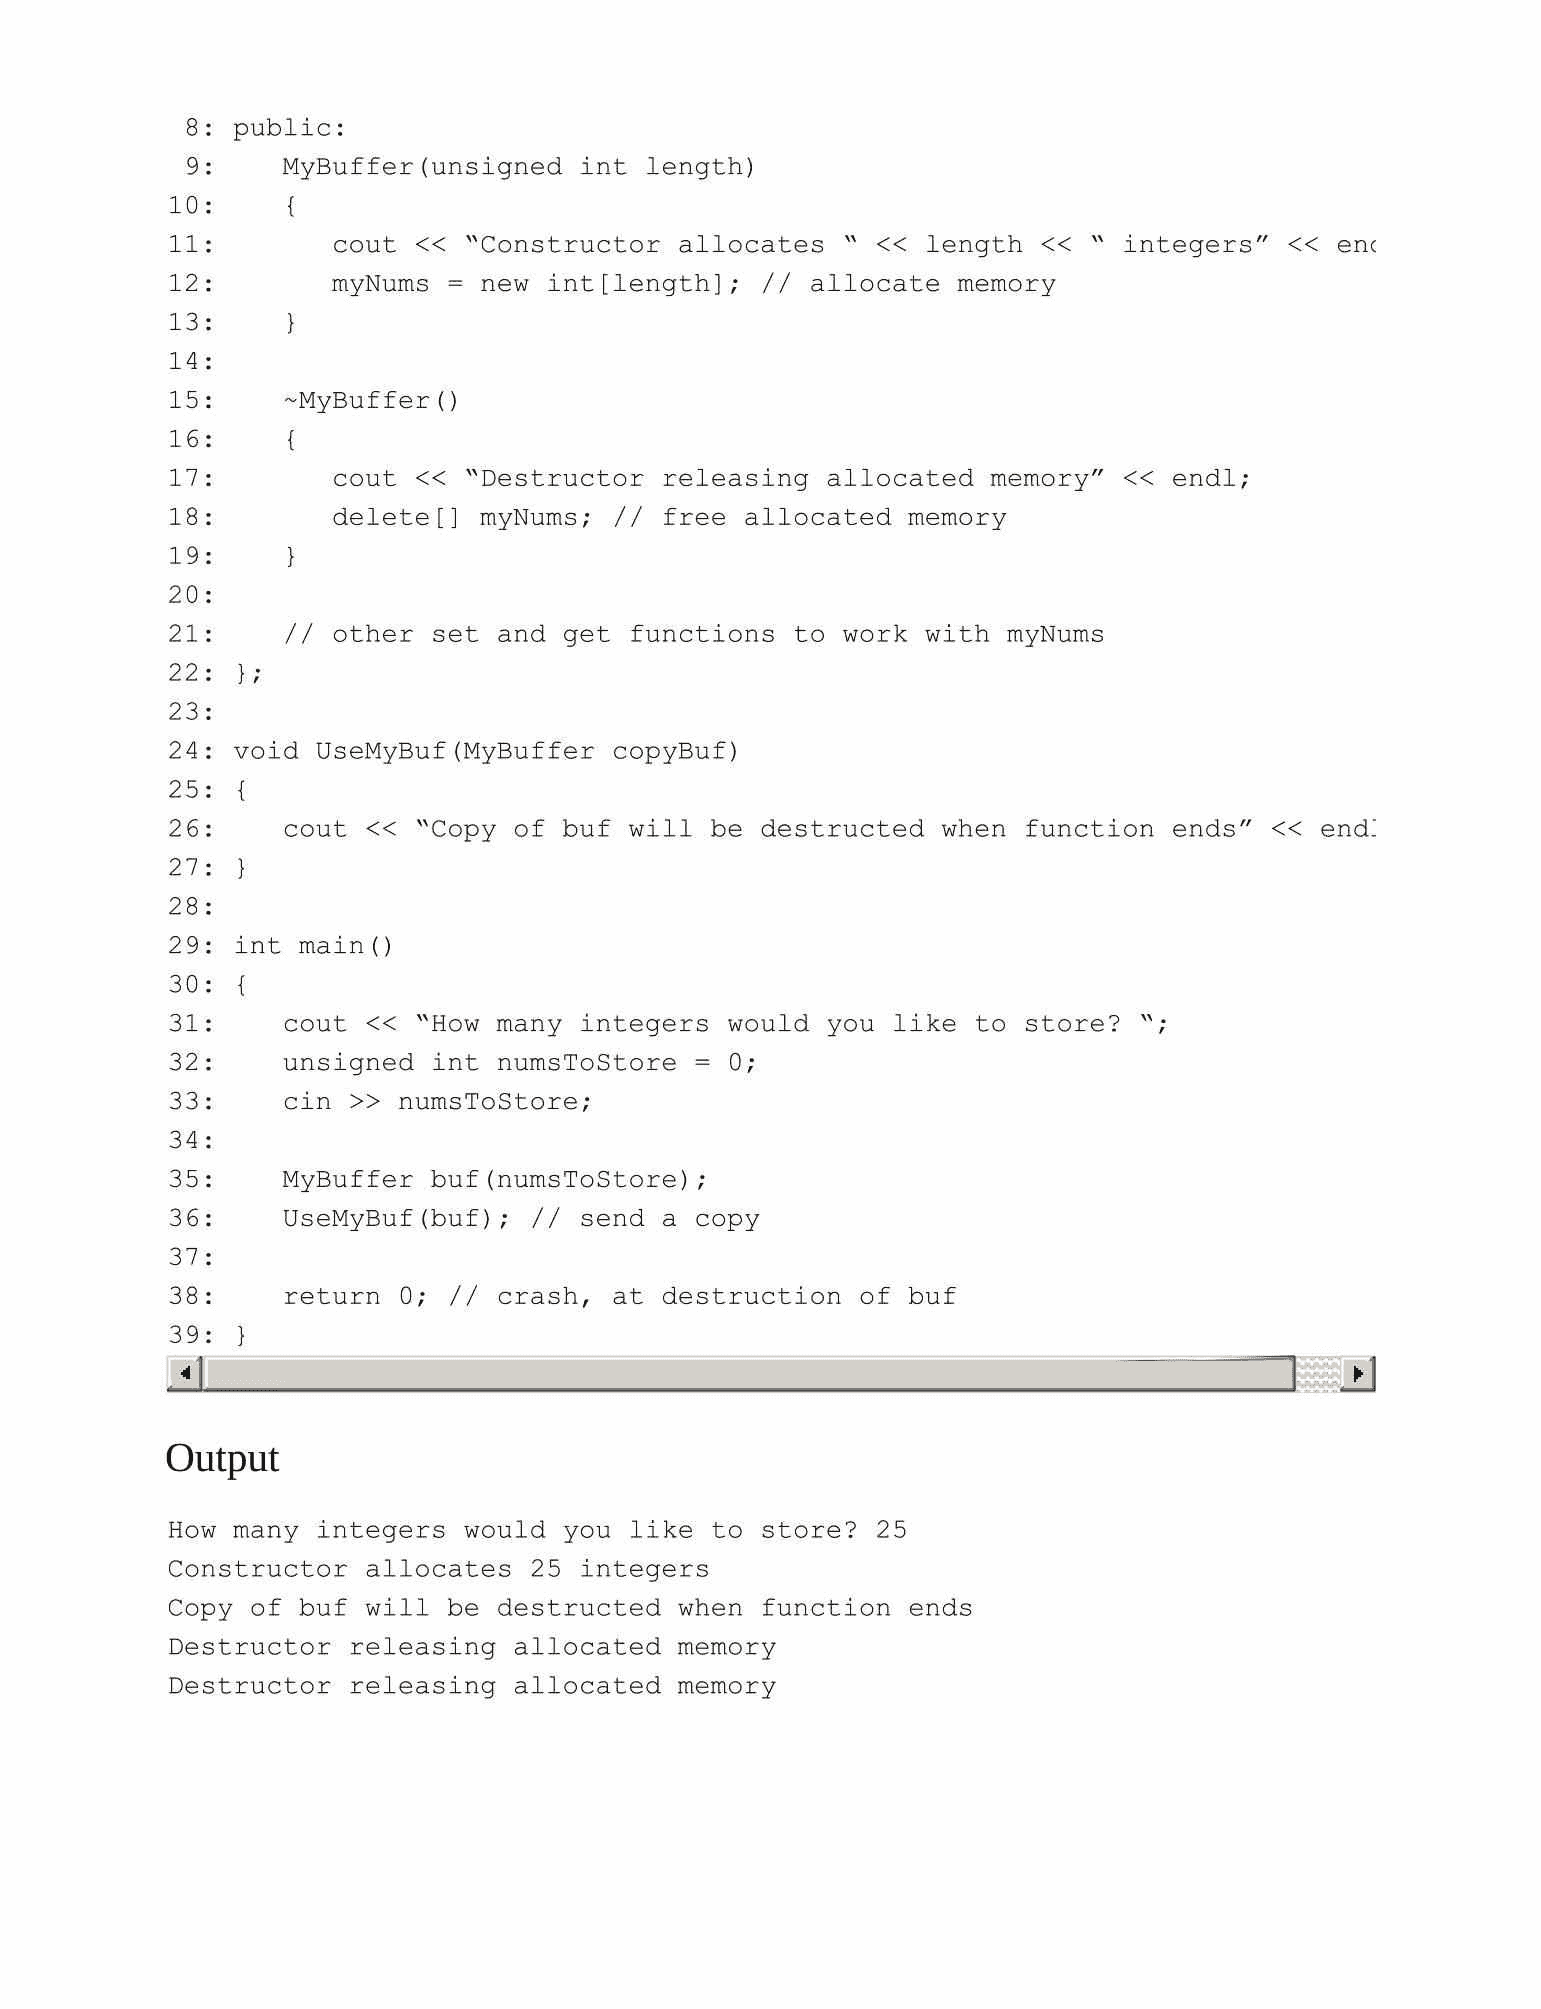 8: public:
 9:    MyBuffer(unsigned int length)
10:    {
11:       cout << “Constructor allocates “ << length << “ integers” << end
12:       myNums = new int[length]; // allocate memory
13:    }
14:
15:    ~MyBuffer()
16:    {
17:       cout << “Destructor releasing allocated memory” << endl;
18:       delete[] myNums; // free allocated memory
19:    }
20:
21:    // other set and get functions to work with myNums
22: };
23:
24: void UseMyBuf(MyBuffer copyBuf)
25: {
26:    cout << “Copy of buf will be destructed when function ends” << endl
27: }
28:
29: int main()
30: {
31:    cout << “How many integers would you like to store? “;
32:    unsigned int numsToStore = 0;
33:    cin >> numsToStore;
34:
35:    MyBuffer buf(numsToStore);
36:    UseMyBuf(buf); // send a copy
37:
38:    return 0; // crash, at destruction of buf
39: }
Output
How many integers would you like to store? 25
Constructor allocates 25 integers
Copy of buf will be destructed when function ends
Destructor releasing allocated memory
Destructor releasing allocated memory